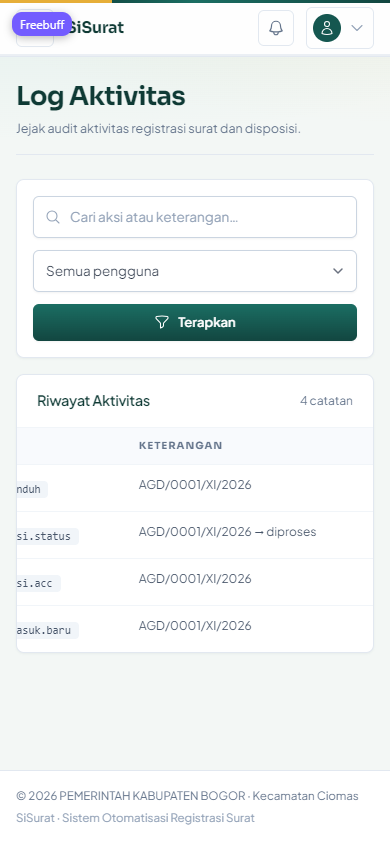 Freebuff
SiSurat
Log Aktivitas
Jejak audit aktivitas registrasi surat dan disposisi.
Cari aksi atau keterangan...
Semua pengguna
Terapkan
Riwayat Aktivitas 4 catatan
KETERANGAN
nduh AGD/0001/XI/2026
si.status AGD/0001/XI/2026 → diproses
si.acc AGD/0001/XI/2026
asuk.baru AGD/0001/XI/2026
© 2026 PEMERINTAH KABUPATEN BOGOR · Kecamatan Ciomas
SiSurat · Sistem Otomatisasi Registrasi Surat